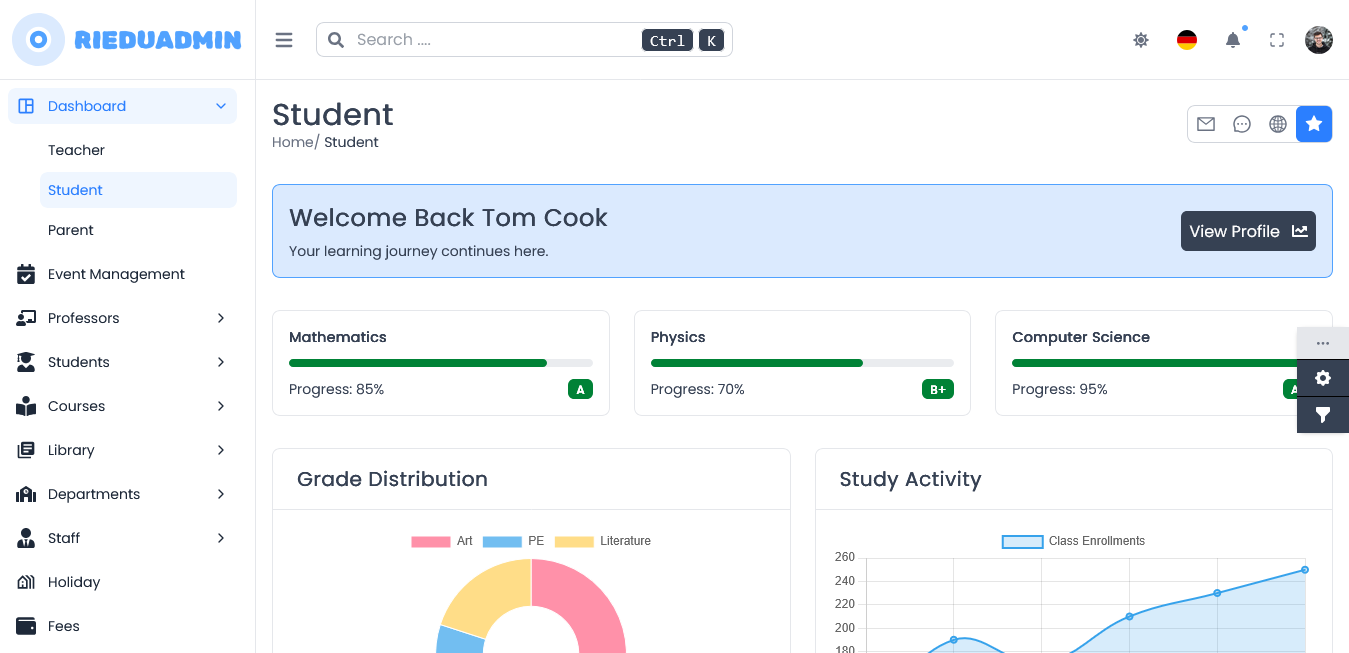 RIEDUADMIN
Search ....
Ctrl K
Dashboard
Teacher
Student
Parent
Event Management
Professors
Students
Courses
Library
Departments
Staff
Holiday
Fees
Student
Home/ Student
Welcome Back Tom Cook
Your learning journey continues here.
View Profile
Mathematics
Progress: 85%
A
Physics
Progress: 70%
B+
Computer Science
Progress: 95%
Grade Distribution
Art PE Literature
Study Activity
Class Enrollments
260
240
220
200
180